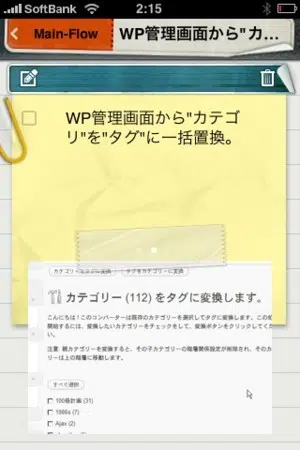 SoftBank 2:15
Main-Flow
WP管理画面から"カ...
WP管理画面から"カテゴ
リ"を"タグ"に一括置換。
カテゴリーをタグに変換 タグをカテゴリーに変換
カテゴリー (112) をタグに変換します。
こんにちは ! このコンバーターは既存のカテゴリーを選択してタグに変換します。この
開始するには、変換したいカテゴリーをチェックをして、変換ボタンをクリックしてくだ
注意: 親カテゴリーを変換すると、その子カテゴリーの階層関係設定が削除され、そのカ
リーは上の階層に移動します。
すべて選択
100冊計画 (31)
1986s (7)
Ajax (2)